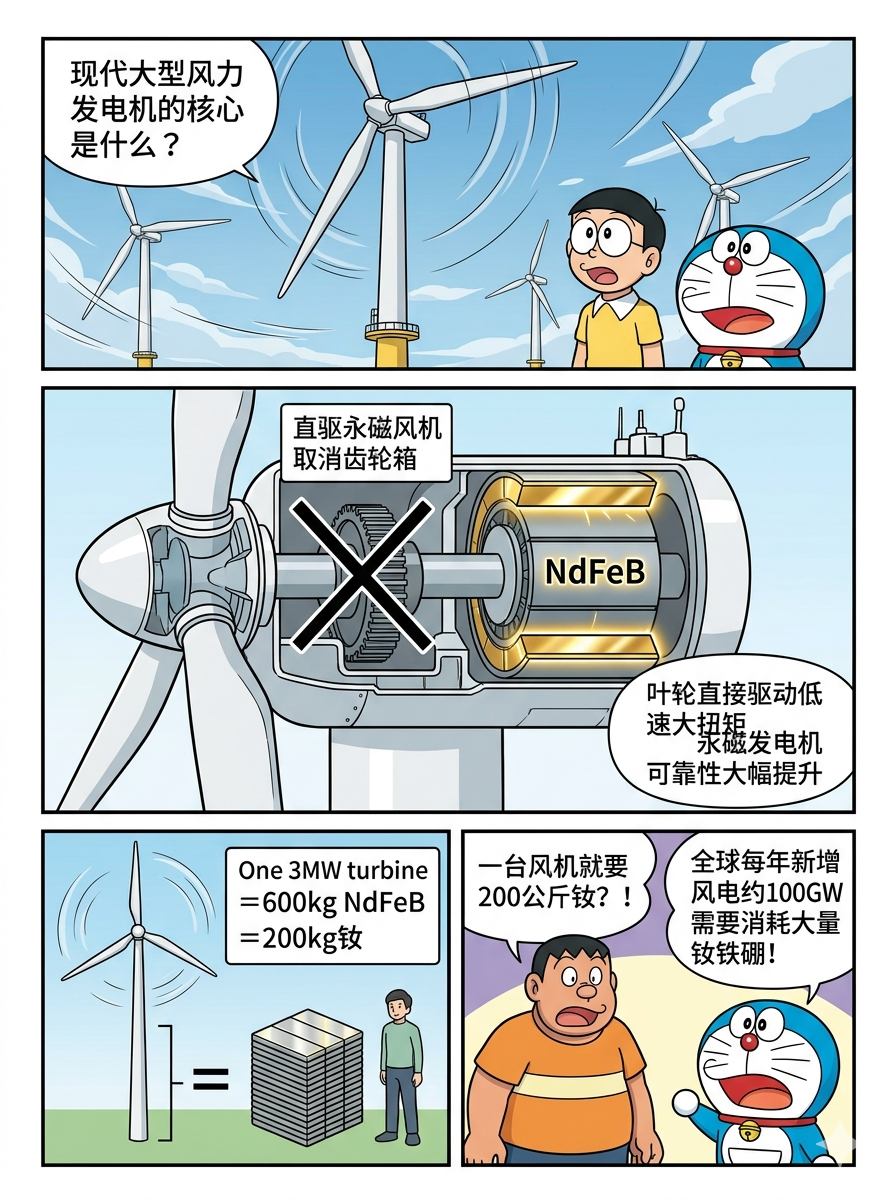 现代大型风力
发电机的核心
是什么？
直驱永磁风机
取消齿轮箱
NdFeB
叶轮直接驱动低
速大扭矩
永磁发电机
可靠性大幅提升
One 3MW turbine
＝600kg NdFeB
＝200kg钕
=
一台风机就要
200公斤钕？！
全球每年新增
风电约100GW
需要消耗大量
钕铁硼！